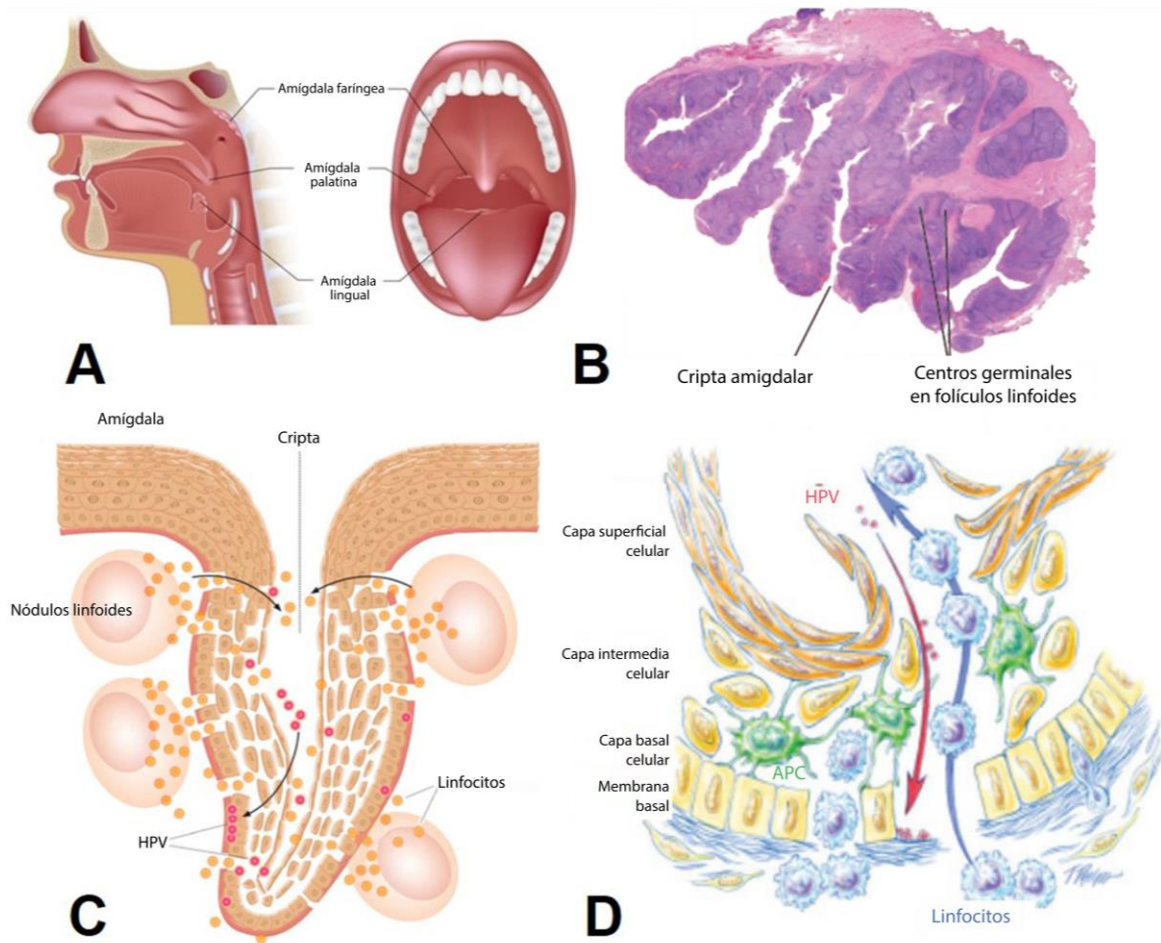 Amígdala faríngea
Amígdala
palatina
Amígdala
lingual
A
B
Cripta amigdalar
Centros germinales
en folículos linfoides
Amígdala
Cripta
Nódulos linfoides
Linfocitos
HPV
C
HPV
Capa superficial
celular
Capa intermedia
celular
Capa basal
celular
APC
Membrana
basal
Linfocitos
D